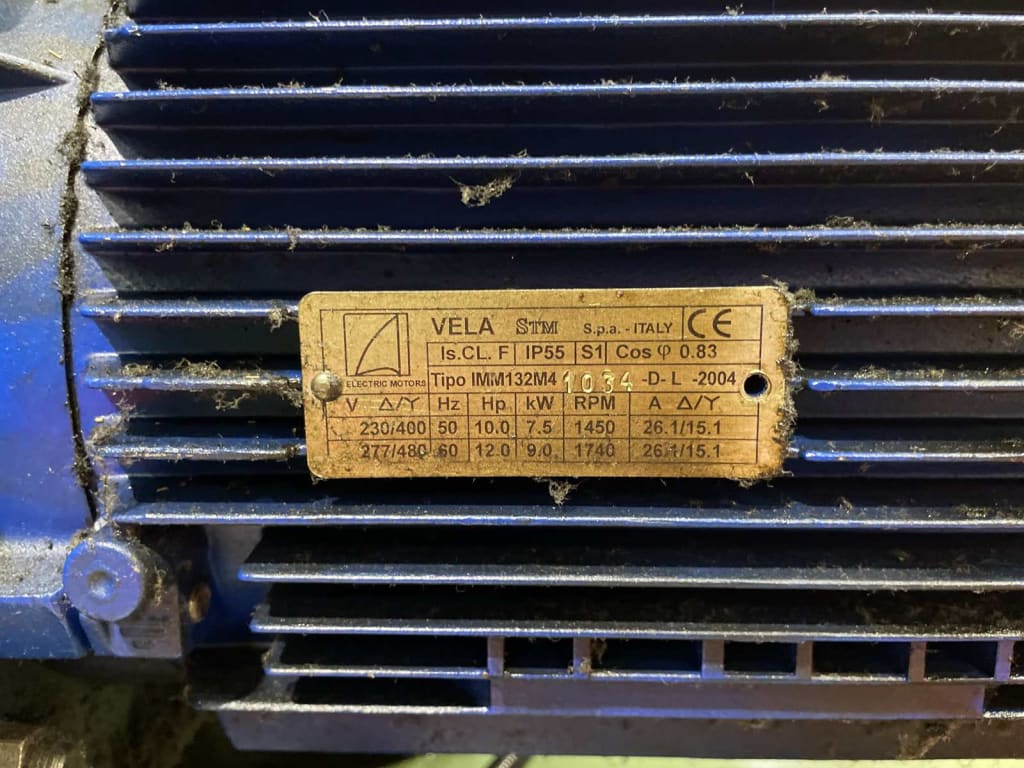 VELA STM S.p.a. - ITALY CE
Is.CL. F IP55 S1 Cos φ 0.83
ELECTRIC MOTORS
Tipo IMM132M4 1034 -D- L -2004
V Δ/Y Hz Hp kW RPM A Δ/Y
230/400 50 10.0 7.5 1450 26.1/15.1
277/480 60 12.0 9.0 1740 26.1/15.1